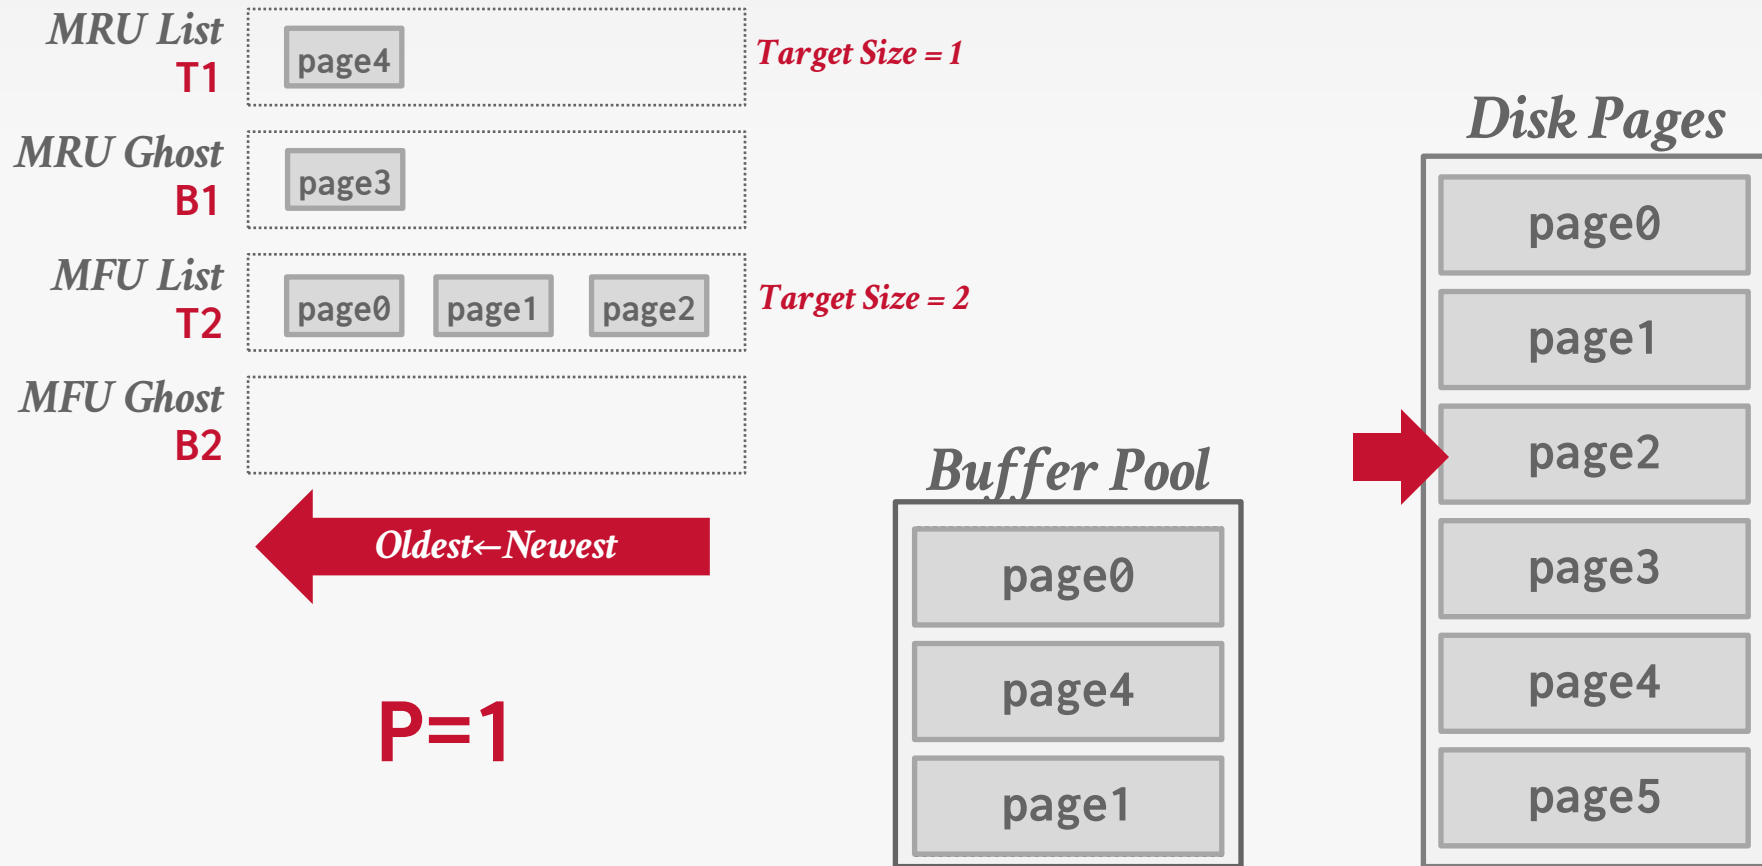 MRU List
T1
page4
Target Size = 1
MRU Ghost
B1
page3
MFU List
T2
page0 page1 page2
Target Size = 2
MFU Ghost
B2
Oldest←Newest
P=1
Buffer Pool
page0
page4
page1
Disk Pages
page0
page1
page2
page3
page4
page5